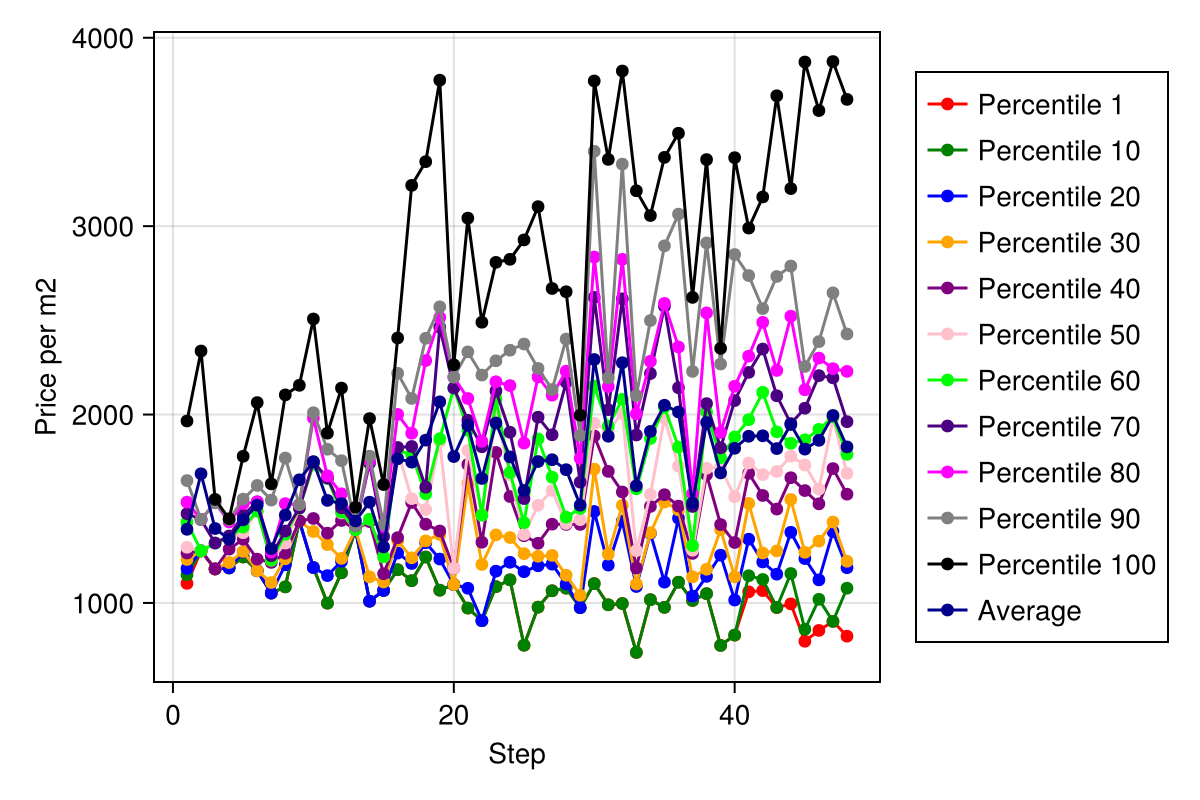 4000
3000
2000
1000
Price per m2
0 20 40
Step
Percentile 1
Percentile 10
Percentile 20
Percentile 30
Percentile 40
Percentile 50
Percentile 60
Percentile 70
Percentile 80
Percentile 90
Percentile 100
Average